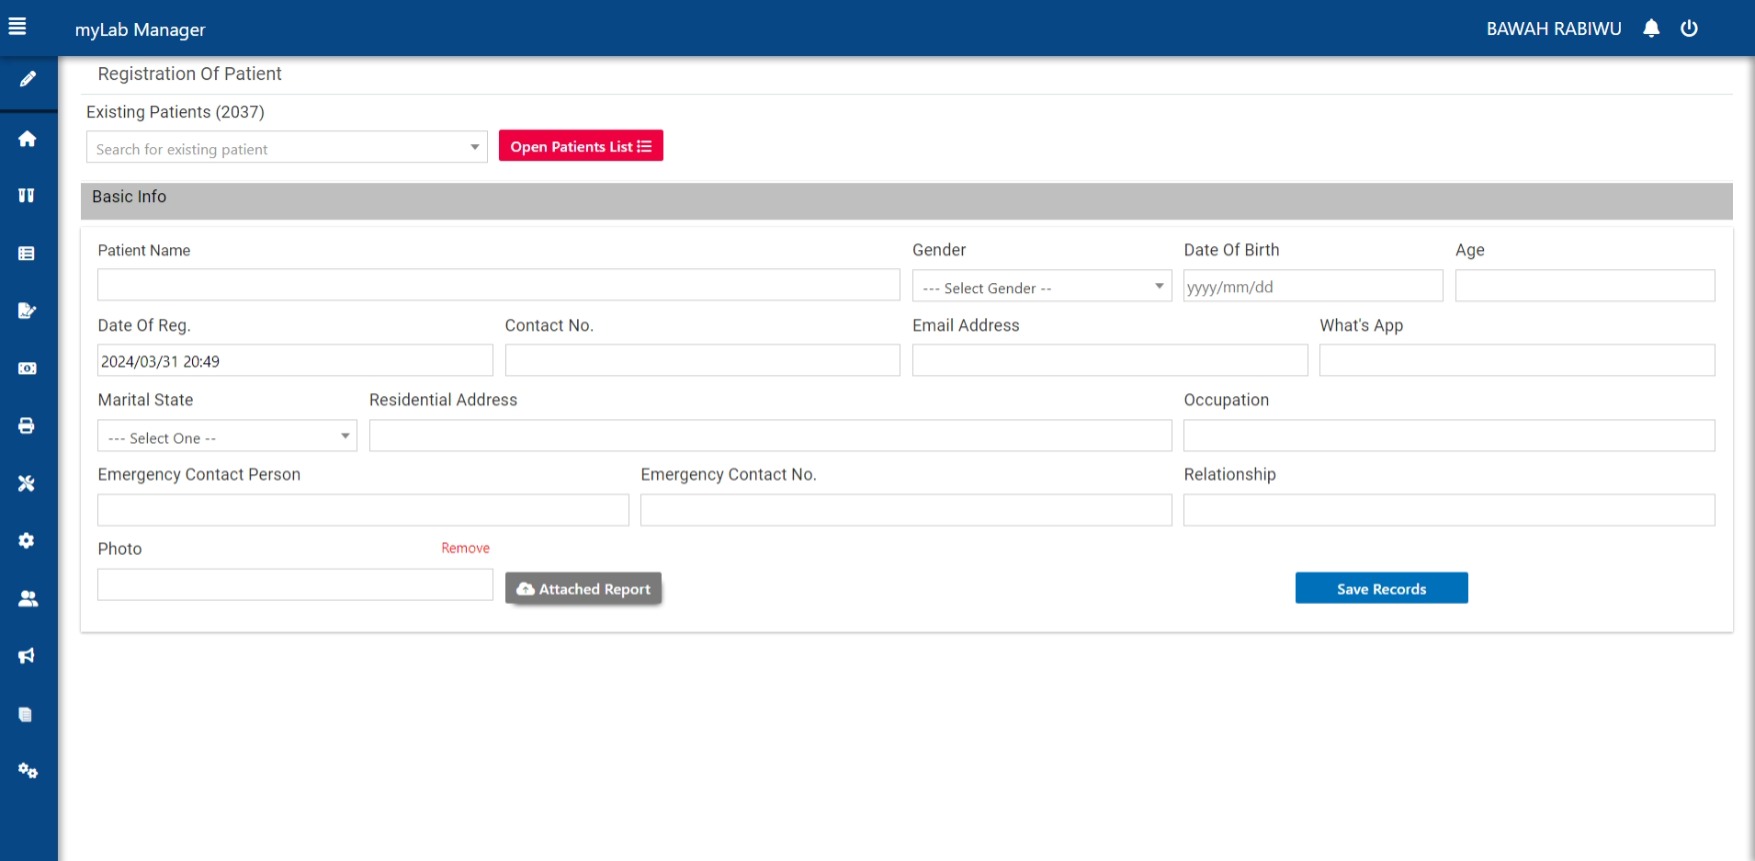 myLab Manager
BAWAH RABIWU
Registration Of Patient
Existing Patients (2037)
Search for existing patient
Open Patients List
Basic Info
Patient Name
Gender
Date Of Birth
Age
--- Select Gender --
yyyy/mm/dd
Date Of Reg.
Contact No.
Email Address
What's App
2024/03/31 20:49
Marital State
Residential Address
Occupation
--- Select One --
Emergency Contact Person
Emergency Contact No.
Relationship
Photo
Remove
Attached Report
Save Records